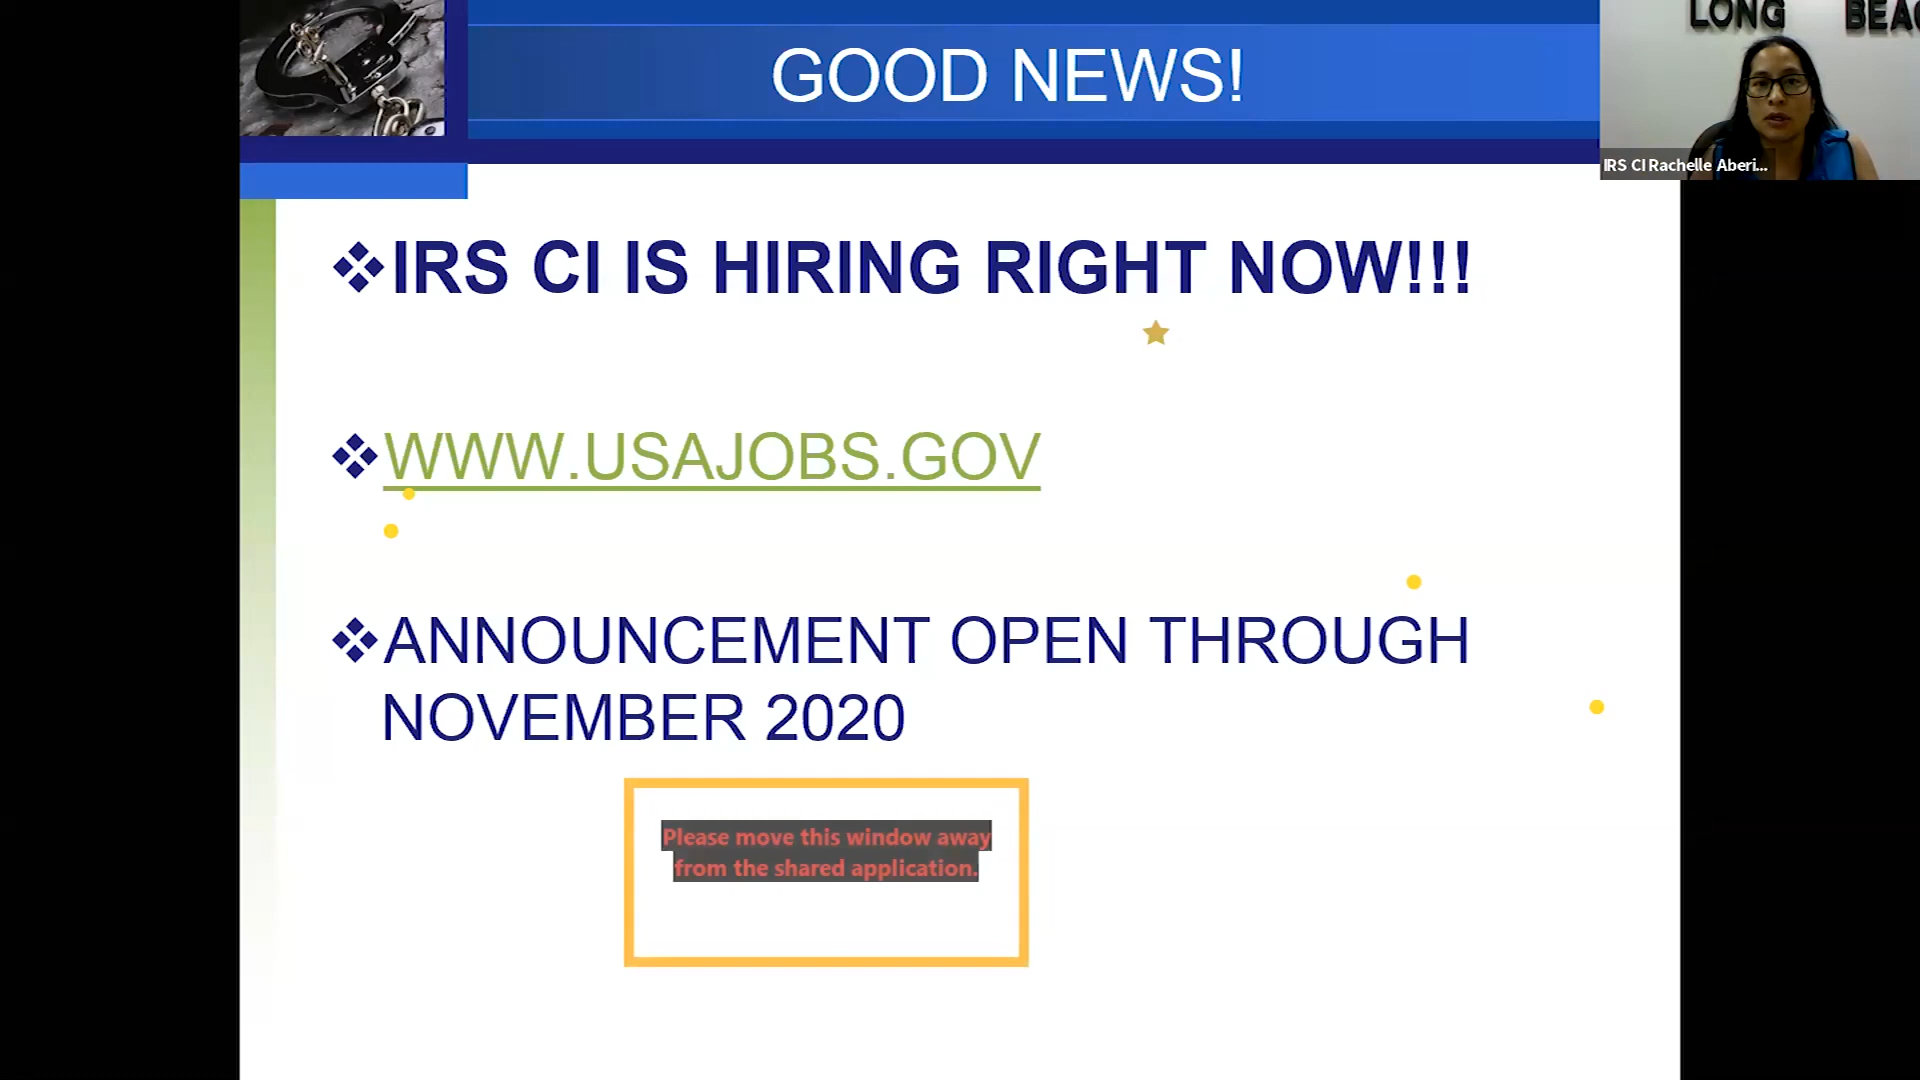 GOOD NEWS!
LONG BEAC
IRS CI Rachelle Aberi...
IRS CI IS HIRING RIGHT NOW!!!
WWW.USAJOBS.GOV
ANNOUNCEMENT OPEN THROUGH
NOVEMBER 2020
Please move this window away
from the shared application.